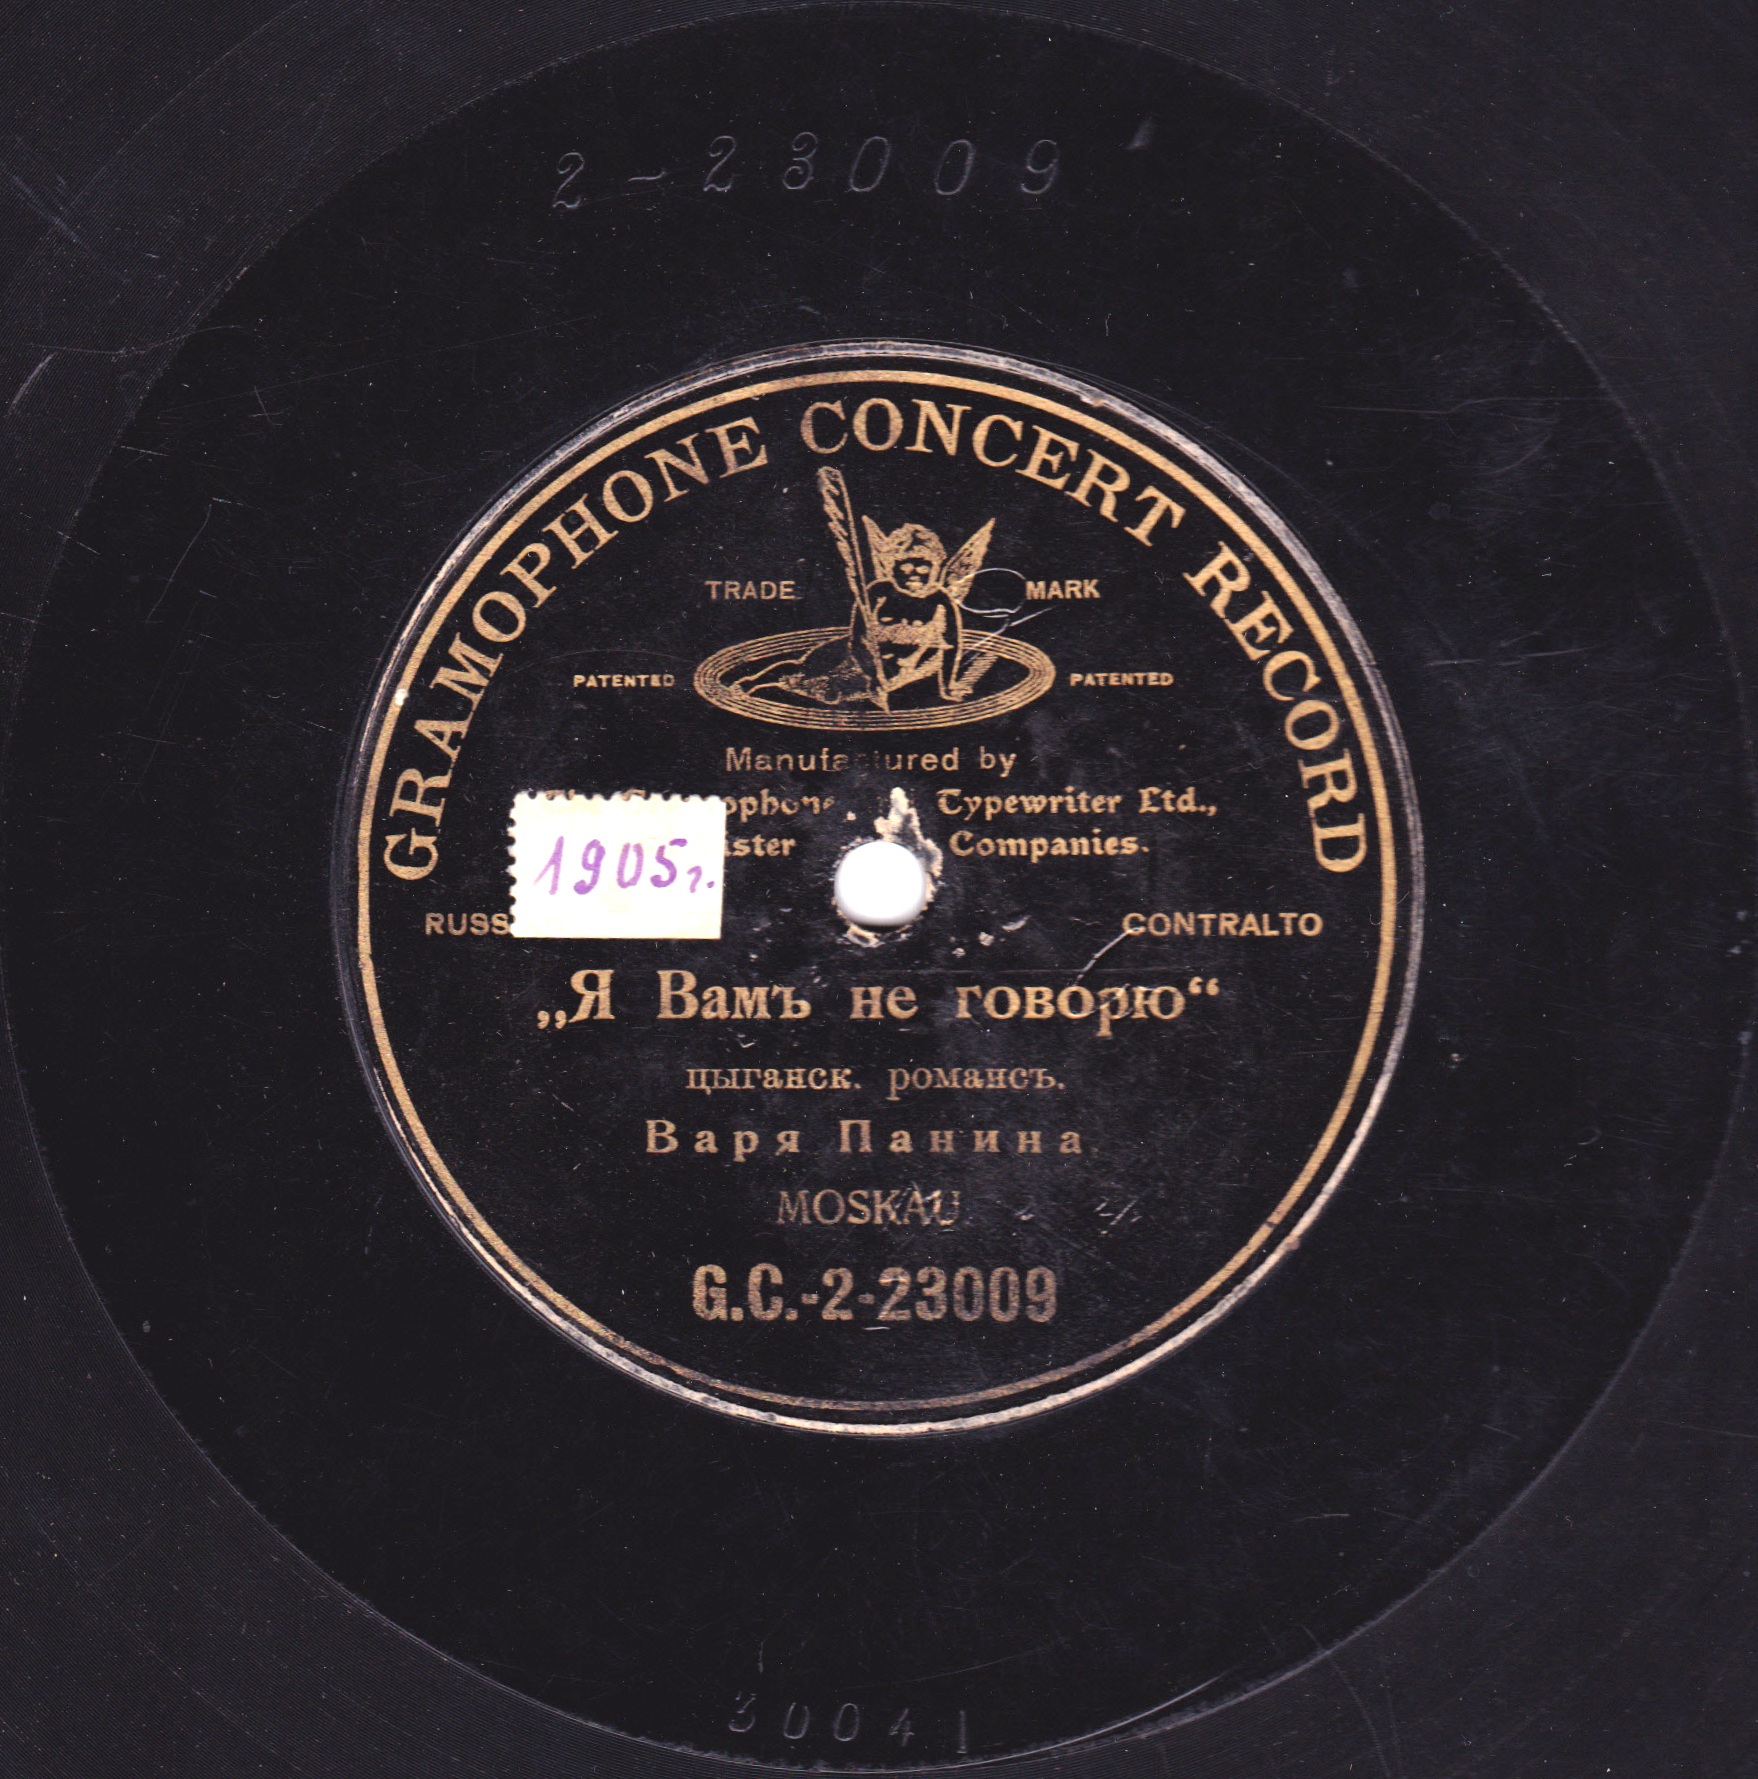 2-23009
GRAMOPHONE CONCERT RECORD
TRADE MARK
PATENTED PATENTED
Manufactured by
Typewriter Ltd.,
Companies.
1905г.
CONTRALTO
„Я Вамъ не говорю“
цыганск. романсъ.
Варя Панина
MOSKAU
G.C.-2-23009
30041